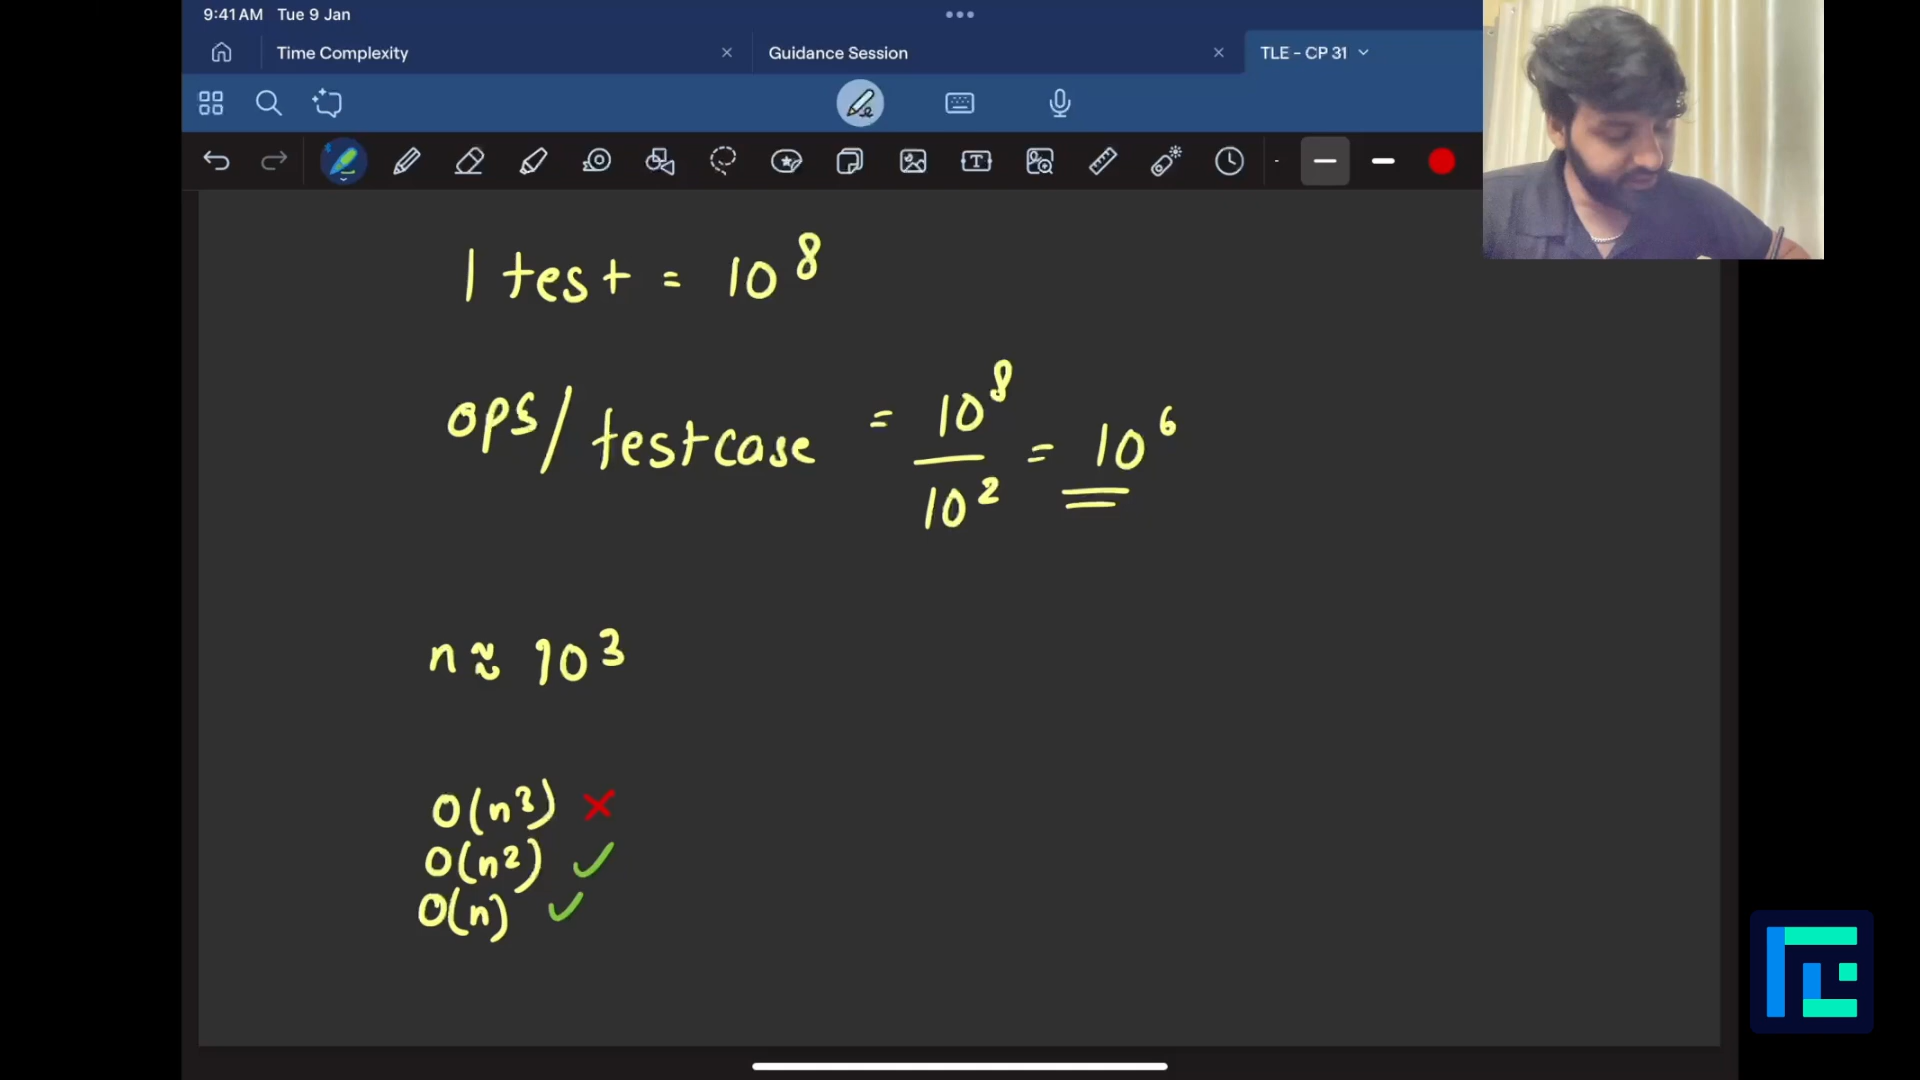 9:41 AM Tue 9 Jan
Time Complexity
Guidance Session
TLE - CP 31
1 test = 10^8
ops/testcase = 10^8/10^2 = 10^6
n ≈ 10^3
O(n^3) ✗
O(n^2) ✓
O(n) ✓